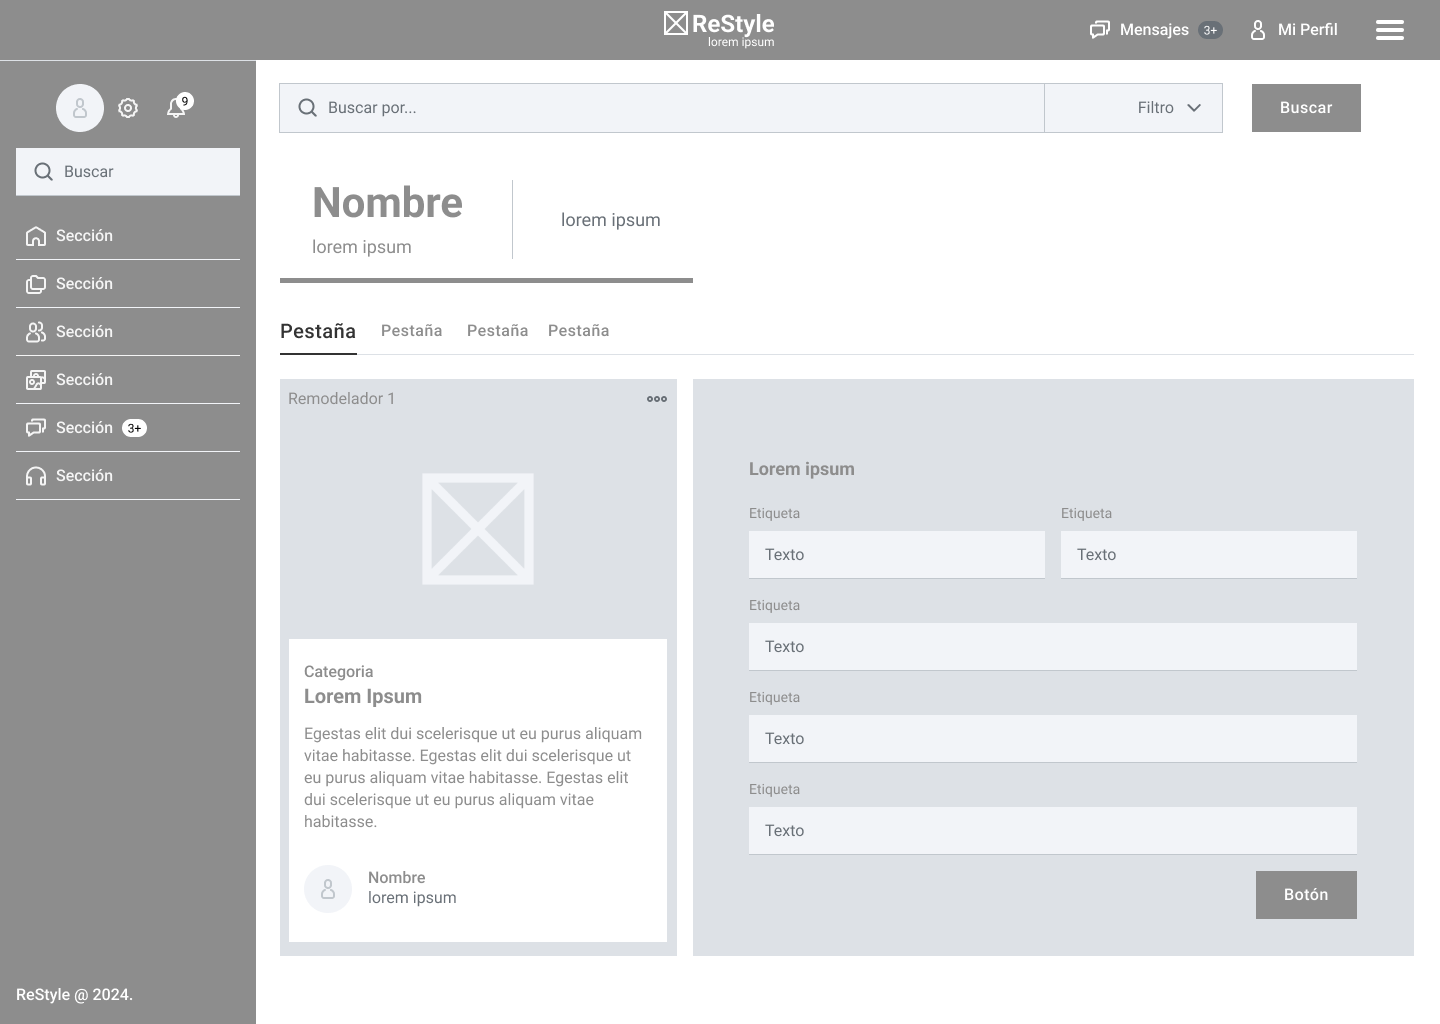 ReStyle
lorem ipsum
Mensajes 3+
Mi Perfil
9
Buscar
Sección
Sección
Sección
Sección
Sección 3+
Sección
ReStyle @ 2024.
Buscar por...
Filtro
Buscar
Nombre
lorem ipsum
lorem ipsum
Pestaña Pestaña Pestaña Pestaña
Remodelador 1
Categoria
Lorem Ipsum
Egestas elit dui scelerisque ut eu purus aliquam
vitae habitasse. Egestas elit dui scelerisque ut
eu purus aliquam vitae habitasse. Egestas elit
dui scelerisque ut eu purus aliquam vitae
habitasse.
Nombre
lorem ipsum
Lorem ipsum
Etiqueta Etiqueta
Texto Texto
Etiqueta
Texto
Etiqueta
Texto
Etiqueta
Texto
Botón